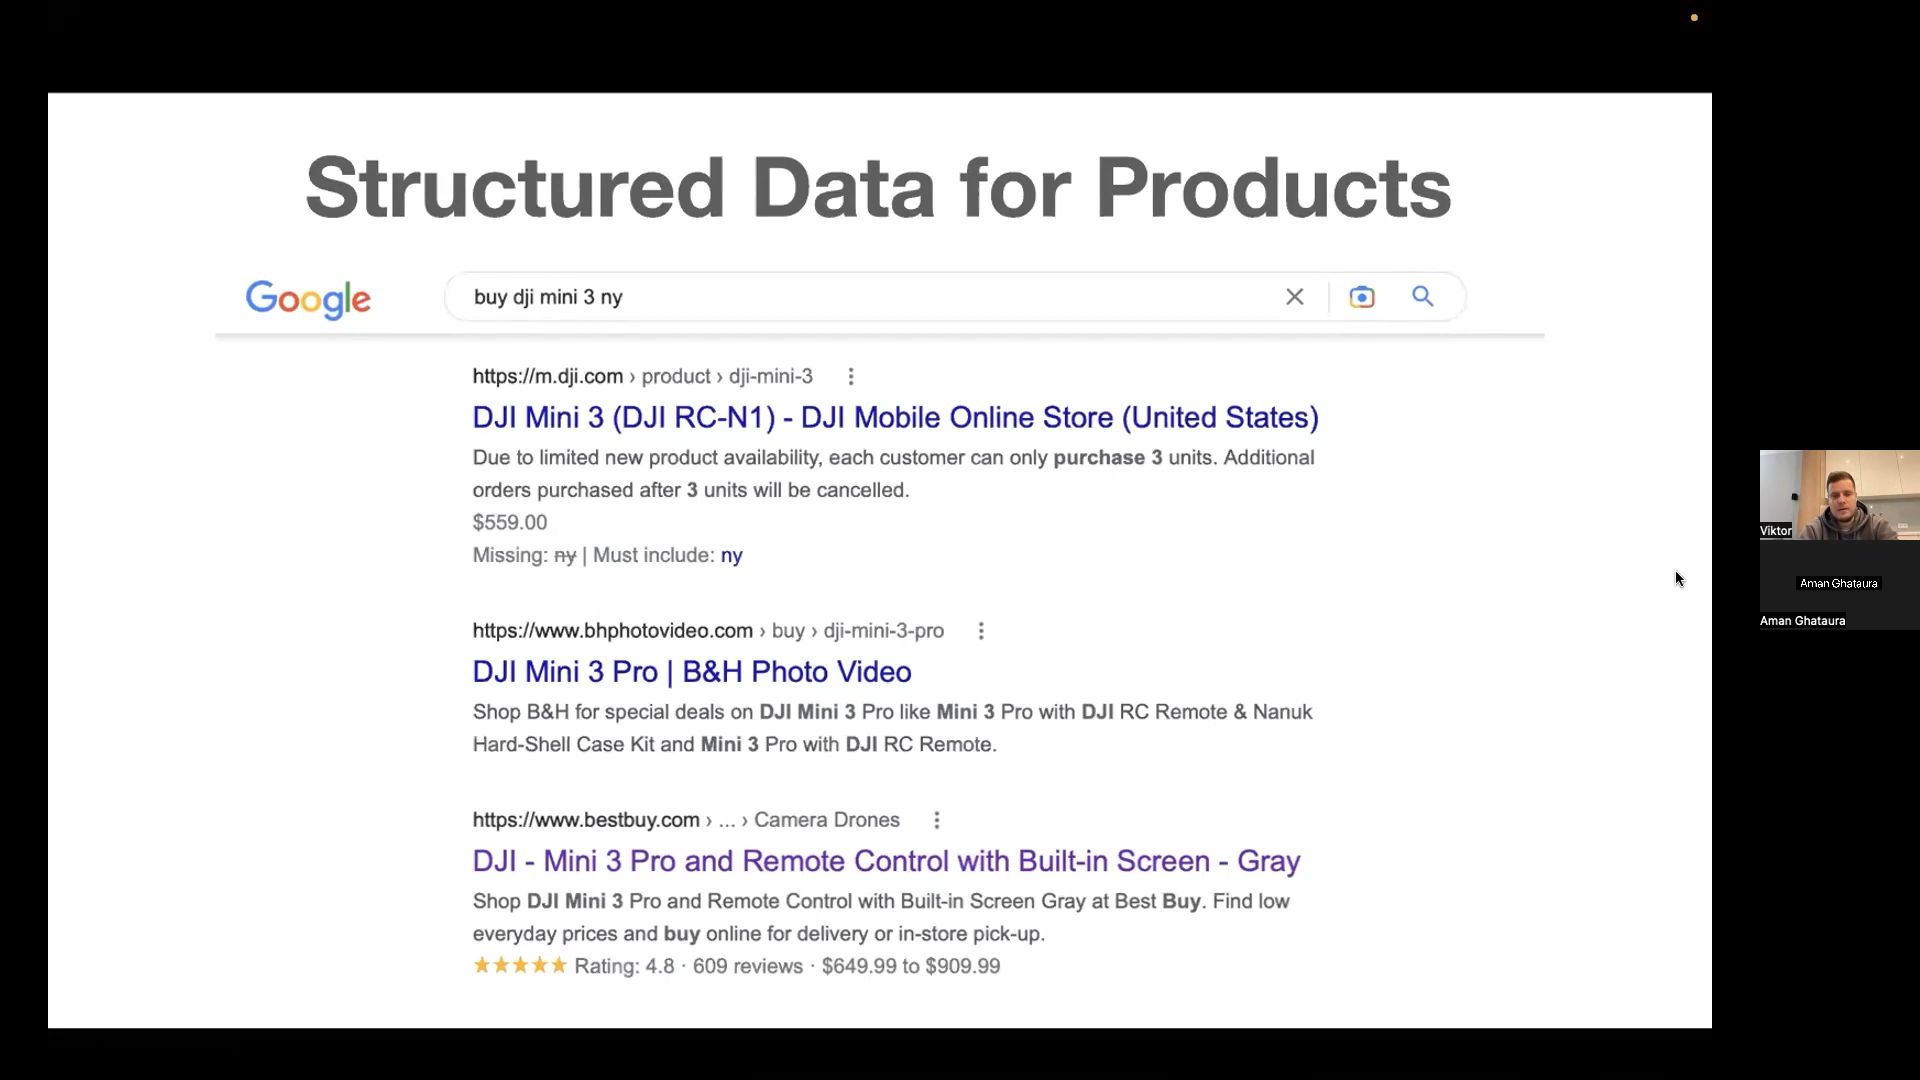 Structured Data for Products
Google
buy dji mini 3 ny
https://m.dji.com › product › dji-mini-3
DJI Mini 3 (DJI RC-N1) - DJI Mobile Online Store (United States)
Due to limited new product availability, each customer can only purchase 3 units. Additional
orders purchased after 3 units will be cancelled.
$559.00
Missing: ny | Must include: ny
https://www.bhphotovideo.com › buy › dji-mini-3-pro
DJI Mini 3 Pro | B&H Photo Video
Shop B&H for special deals on DJI Mini 3 Pro like Mini 3 Pro with DJI RC Remote & Nanuk
Hard-Shell Case Kit and Mini 3 Pro with DJI RC Remote.
https://www.bestbuy.com › ... › Camera Drones
DJI - Mini 3 Pro and Remote Control with Built-in Screen - Gray
Shop DJI Mini 3 Pro and Remote Control with Built-in Screen Gray at Best Buy. Find low
everyday prices and buy online for delivery or in-store pick-up.
Rating: 4.8 · 609 reviews · $649.99 to $909.99
Viktor
Aman Ghataura
Aman Ghataura